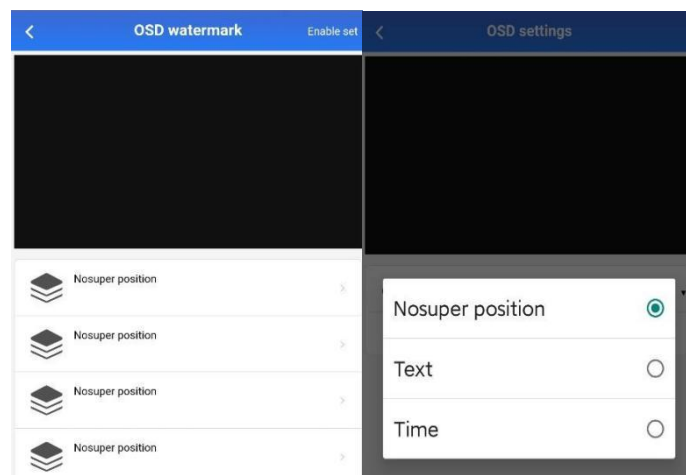 OSD watermark
Enable set
Nosuper position
Nosuper position
Nosuper position
Nosuper position
OSD settings
Nosuper position
Text
Time